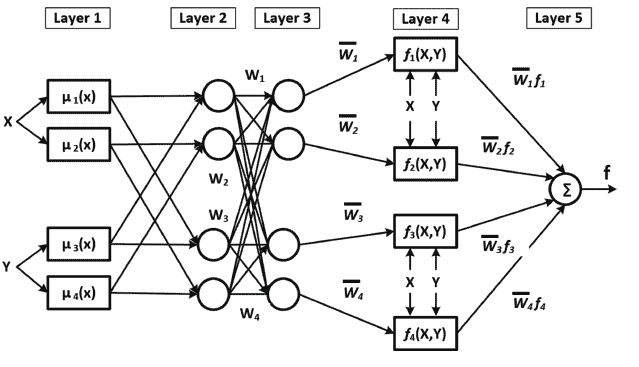 Layer 1 Layer 2 Layer 3 Layer 4 Layer 5
W̅₁ f₁(X,Y)
W₁ W̅₁f₁
X μ₁(x) X Y
μ₂(x) W̅₂ W̅₂f₂ f
W₂ f₂(X,Y) Σ
W₃ W̅₃ f₃(X,Y)
Y μ₃(x) W̅₃f₃
μ₄(x) X Y
W₄ W̅₄ W̅₄f₄
f₄(X,Y)